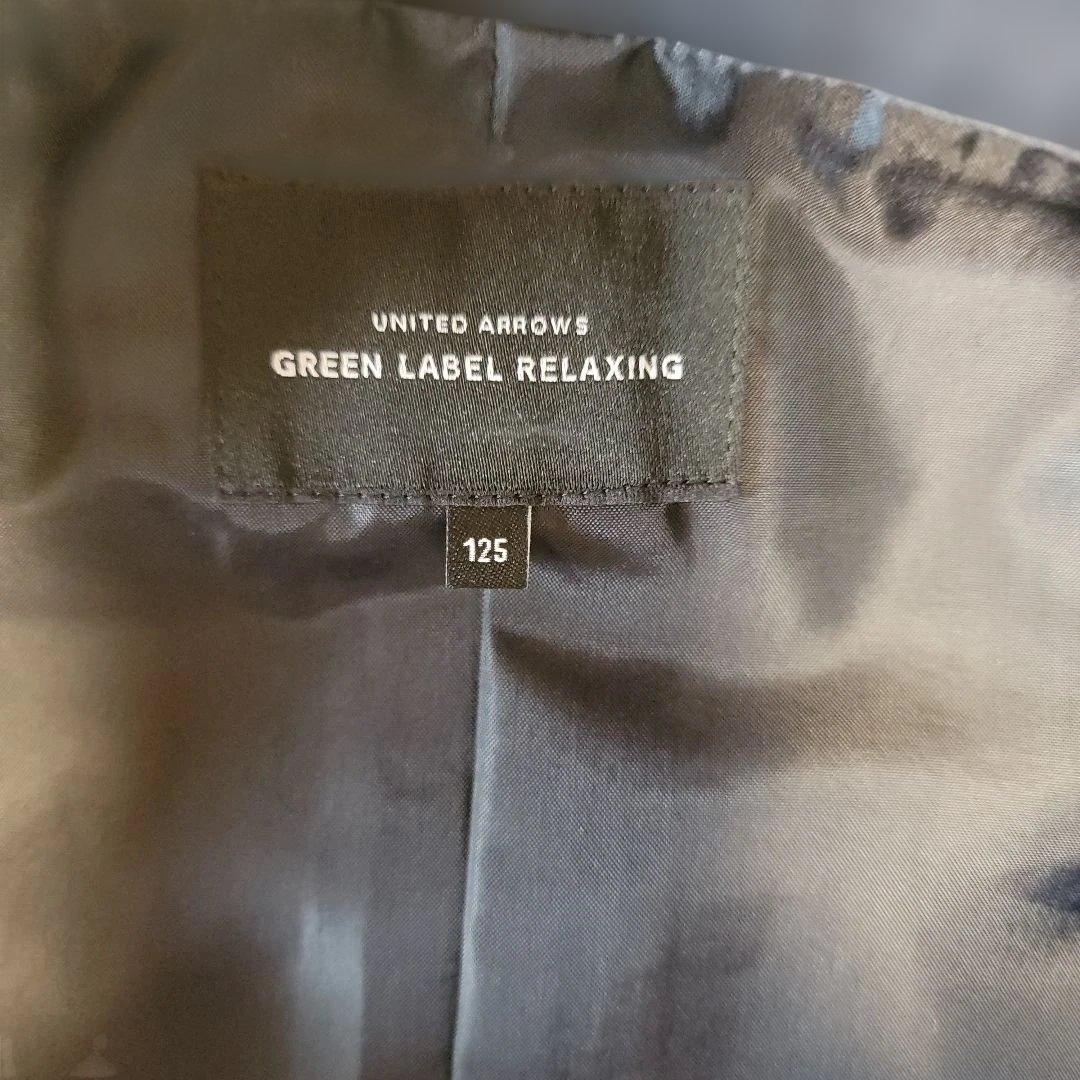 UNITED ARROWS
GREEN LABEL RELAXING
125